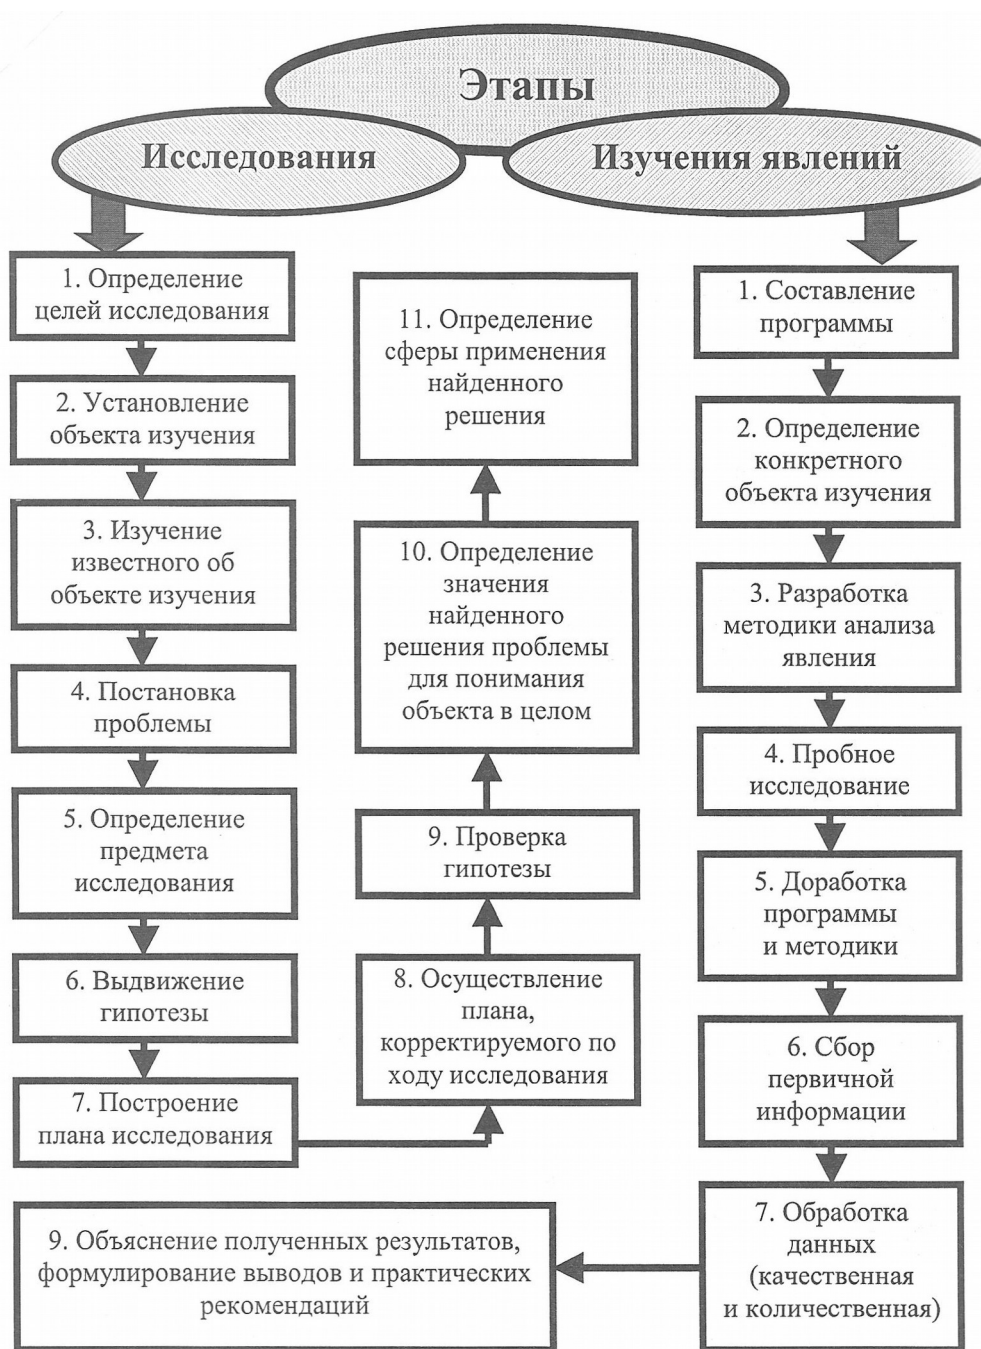 Этапы
Исследования
Изучения явлений
1. Определение
целей исследования
2. Установление
объекта изучения
3. Изучение
известного об
объекте изучения
4. Постановка
проблемы
5. Определение
предмета
исследования
6. Выдвижение
гипотезы
7. Построение
плана исследования
8. Осуществление
плана,
корректируемого по
ходу исследования
9. Проверка
гипотезы
10. Определение
значения
найденного
решения проблемы
для понимания
объекта в целом
11. Определение
сферы применения
найденного
решения
1. Составление
программы
2. Определение
конкретного
объекта изучения
3. Разработка
методики анализа
явления
4. Пробное
исследование
5. Доработка
программы
и методики
6. Сбор
первичной
информации
7. Обработка
данных
(качественная
и количественная)
9. Объяснение полученных результатов,
формулирование выводов и практических
рекомендаций